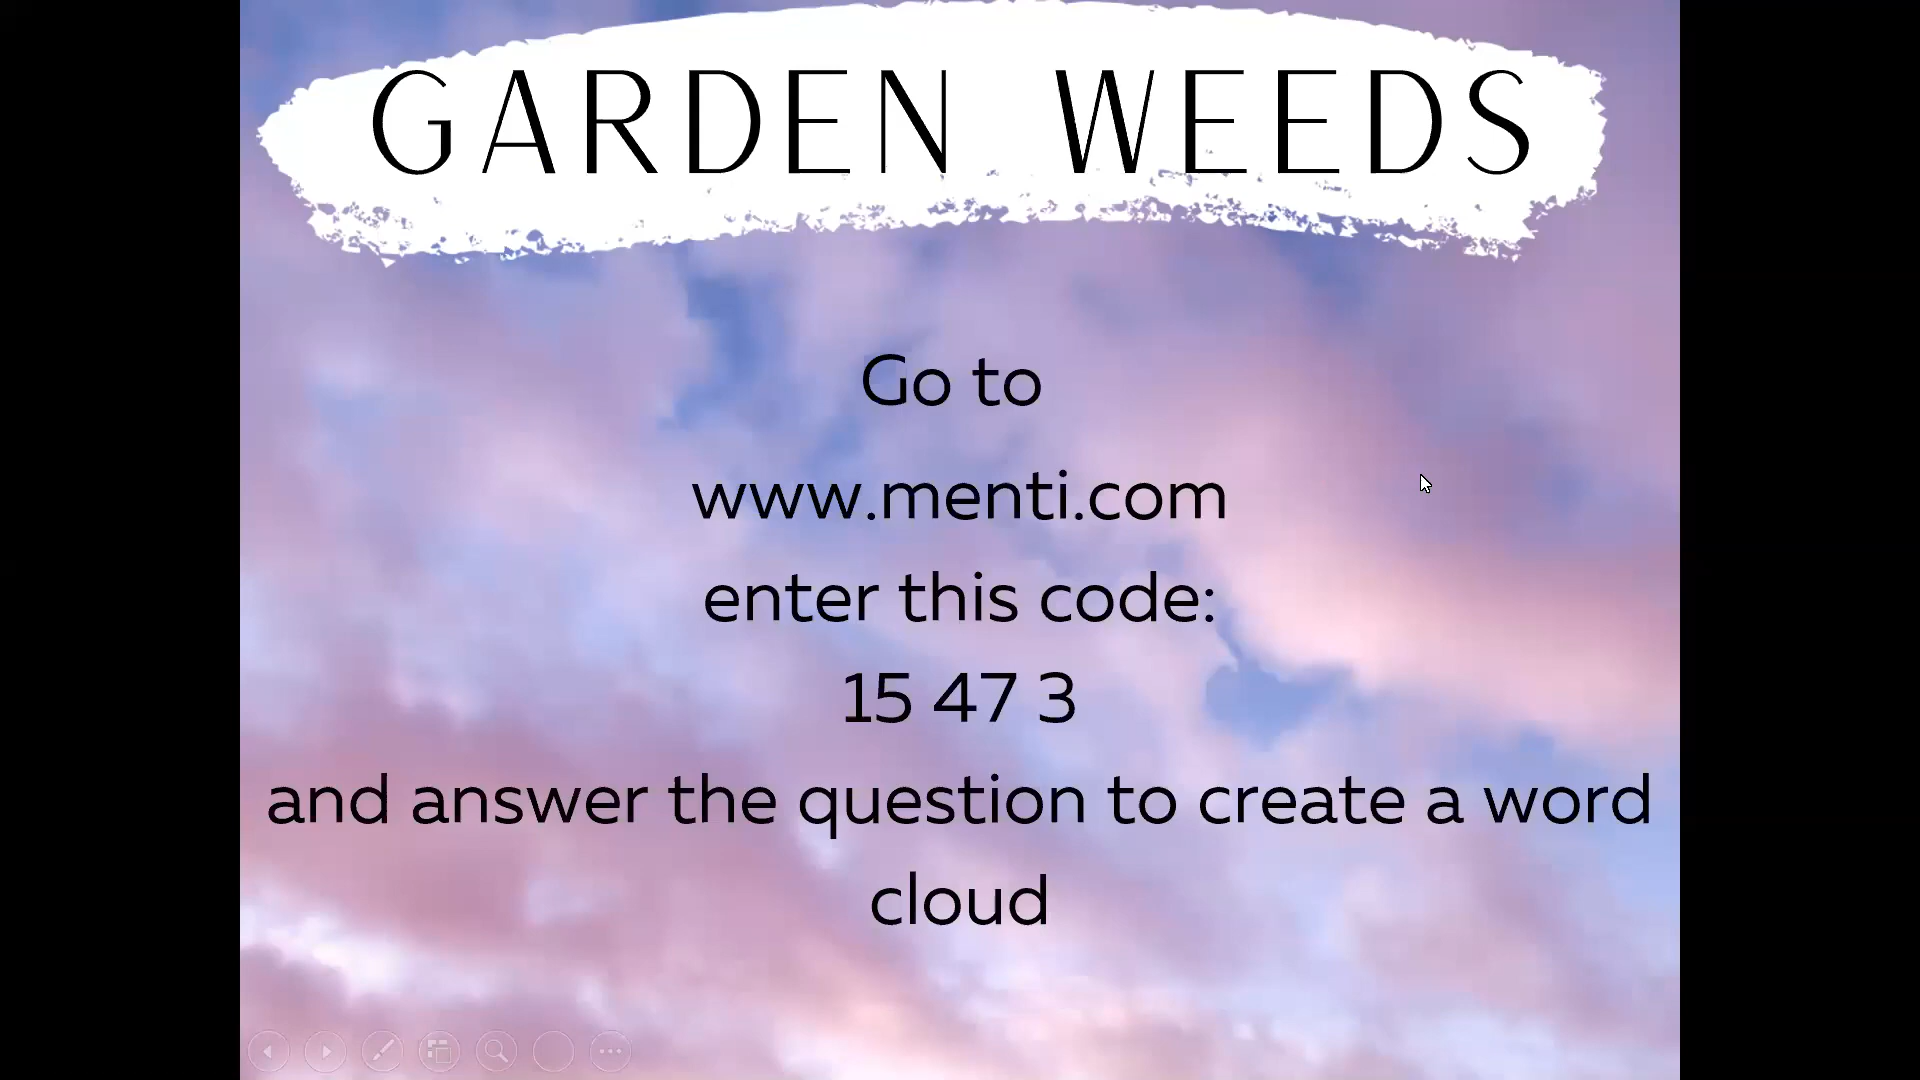 GARDEN WEEDS
Go to
www.menti.com
enter this code:
15 47 3
and answer the question to create a word
cloud